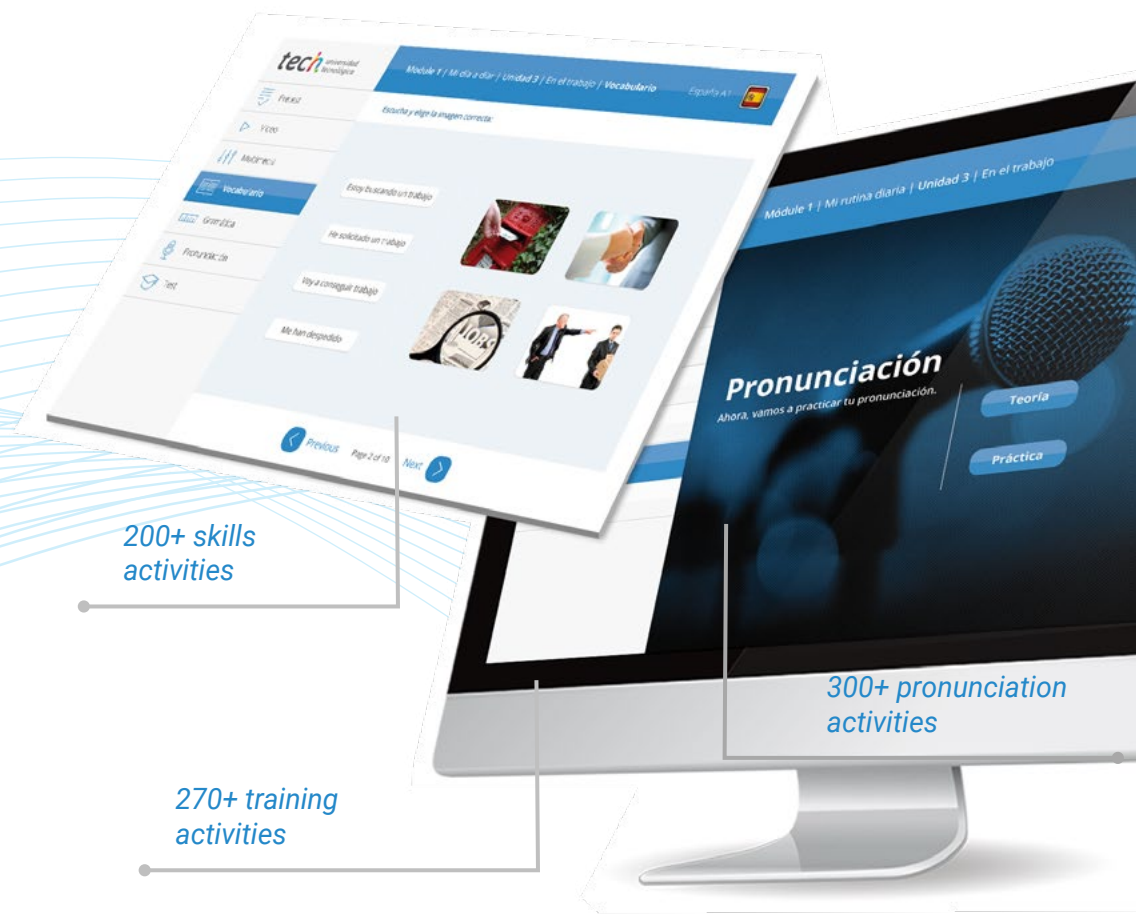 tech universidad
tecnológica
Module 1 | Mi día a diar | Unidad 3 | En el trabajo | Vocabulario
España A1
Escucha y elige la imagen correcta:
Vídeo
Vocabulario
Gramática
Pronunciación
Test
Estoy buscando un trabajo
He solicitado un trabajo
Voy a conseguir trabajo
Me han despedido
JOBS
Previous
Page 2 of 10
Next
Módule 1 | Mi rutina diaria | Unidad 3 | En el trabajo
Pronunciación
Ahora, vamos a practicar tu pronunciación.
Teoría
Práctica
200+ skills
activities
300+ pronunciation
activities
270+ training
activities